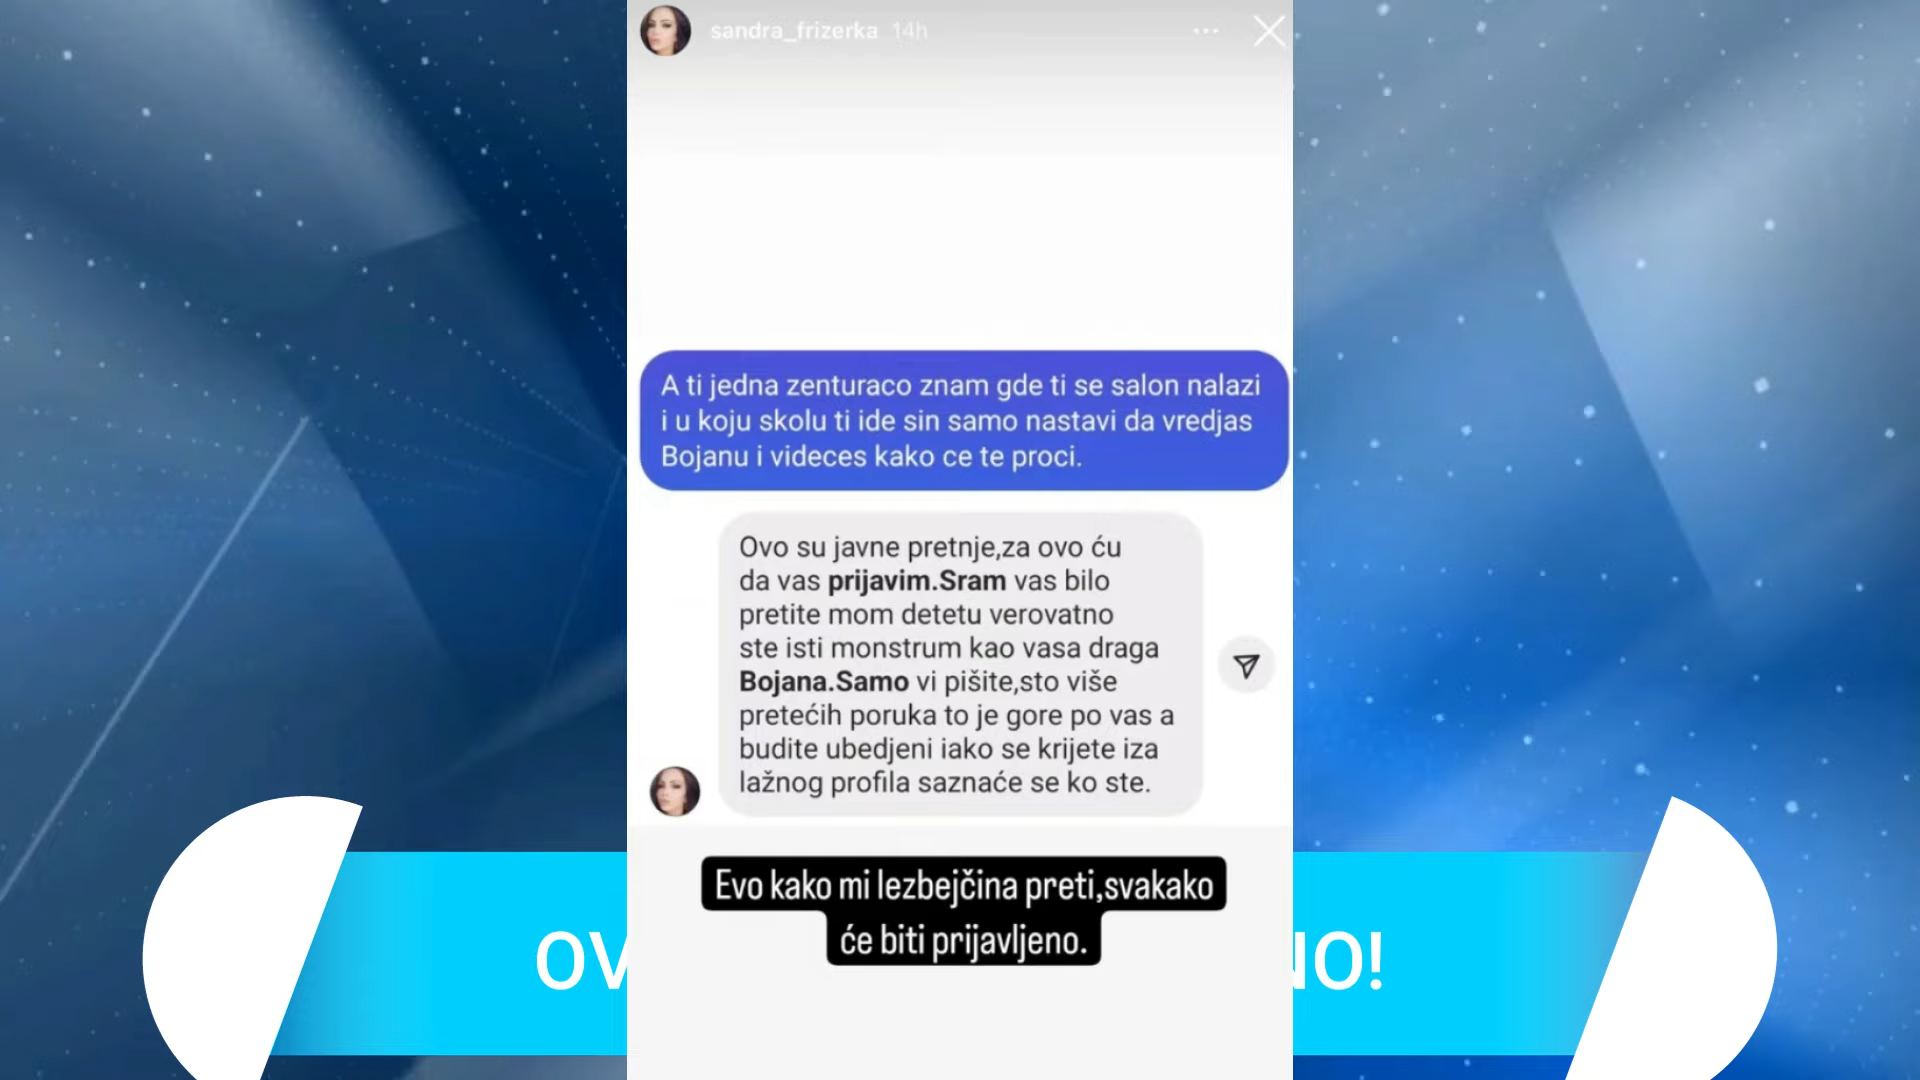 sandra_frizerka 14h
A ti jedna zenturaco znam gde ti se salon nalazi
i u koju skolu ti ide sin samo nastavi da vredjas
Bojanu i videces kako ce te proci.
Ovo su javne pretnje,za ovo ću
da vas prijavim.Sram vas bilo
pretite mom detetu verovatno
ste isti monstrum kao vasa draga
Bojana.Samo vi pišite,sto više
pretećih poruka to je gore po vas a
budite ubedjeni iako se krijete iza
lažnog profila saznaće se ko ste.
Evo kako mi lezbejčina preti,svakako
će biti prijavljeno.